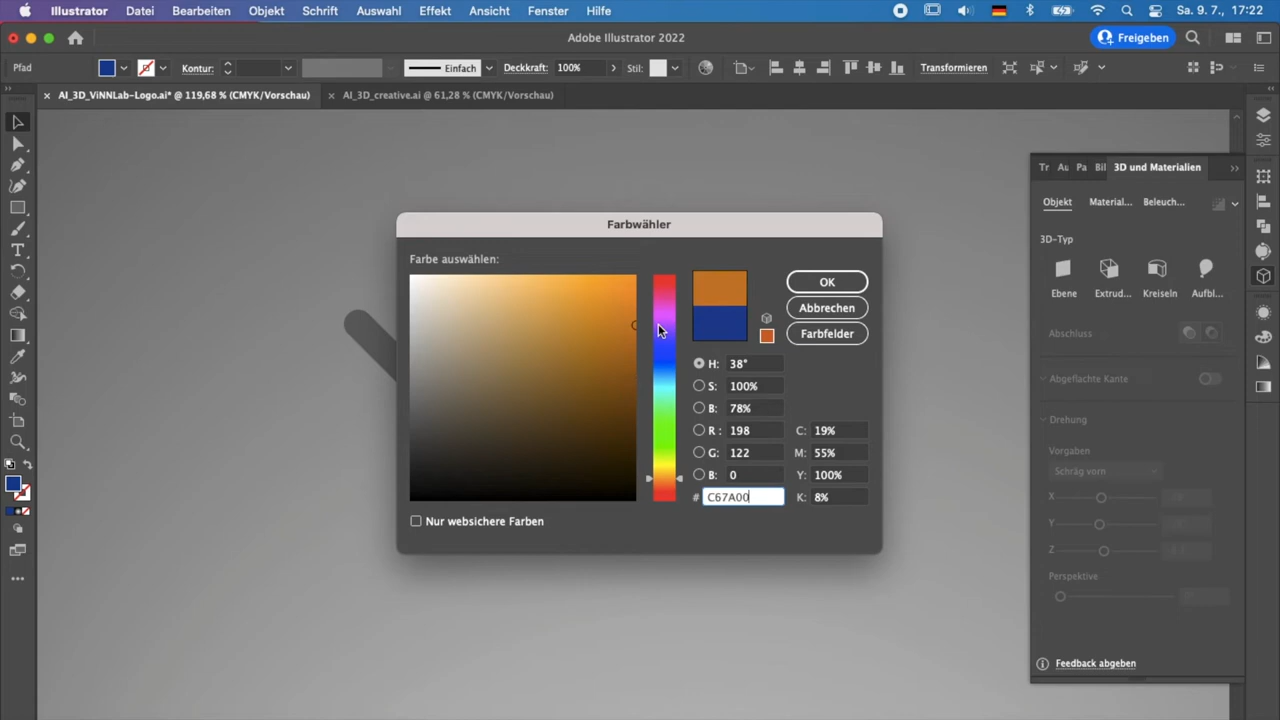 Illustrator Datei Bearbeiten Objekt Schrift Auswahl Effekt Ansicht Fenster Hilfe Sa. 9. 7., 17:22
Adobe Illustrator 2022 Freigeben
Pfad Kontur: Einfach Deckkraft: 100% Stil: Transformieren
AI_3D_ViNNLab-Logo.ai* @ 119,68 % (CMYK/Vorschau) AI_3D_creative.ai @ 61,28 % (CMYK/Vorschau)
Tr Au Pa Bil 3D und Materialien
Objekt Material... Beleuch...
3D-Typ
Ebene Extrud... Kreiseln Aufbl...
Abschluss
Abgeflachte Kante
Drehung
Vorgaben
Schräg vorn
X
Y
Z
Perspektive
Feedback abgeben
Farbwähler
Farbe auswählen:
OK
Abbrechen
Farbfelder
H: 38°
S: 100%
B: 78%
R: 198 C: 19%
G: 122 M: 55%
B: 0 Y: 100%
# C67A00 K: 8%
Nur websichere Farben